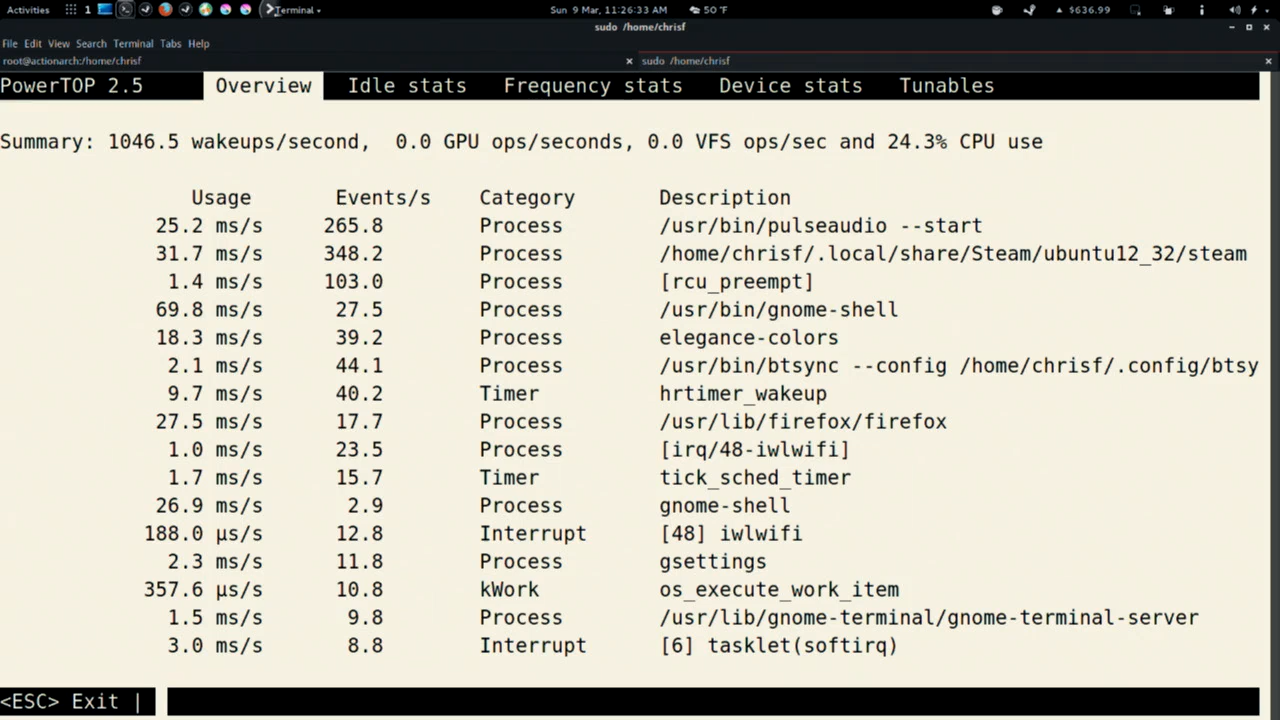 Activities 1 Terminal Sun 9 Mar, 11:26:33 AM 50 °F $636.99
sudo /home/chrisf
File Edit View Search Terminal Tabs Help
root@actionarch:/home/chrisf × sudo /home/chrisf ×
PowerTOP 2.5 Overview Idle stats Frequency stats Device stats Tunables
Summary: 1046.5 wakeups/second, 0.0 GPU ops/seconds, 0.0 VFS ops/sec and 24.3% CPU use
Usage Events/s Category Description
25.2 ms/s 265.8 Process /usr/bin/pulseaudio --start
31.7 ms/s 348.2 Process /home/chrisf/.local/share/Steam/ubuntu12_32/steam
1.4 ms/s 103.0 Process [rcu_preempt]
69.8 ms/s 27.5 Process /usr/bin/gnome-shell
18.3 ms/s 39.2 Process elegance-colors
2.1 ms/s 44.1 Process /usr/bin/btsync --config /home/chrisf/.config/btsy
9.7 ms/s 40.2 Timer hrtimer_wakeup
27.5 ms/s 17.7 Process /usr/lib/firefox/firefox
1.0 ms/s 23.5 Process [irq/48-iwlwifi]
1.7 ms/s 15.7 Timer tick_sched_timer
26.9 ms/s 2.9 Process gnome-shell
188.0 µs/s 12.8 Interrupt [48] iwlwifi
2.3 ms/s 11.8 Process gsettings
357.6 µs/s 10.8 kWork os_execute_work_item
1.5 ms/s 9.8 Process /usr/lib/gnome-terminal/gnome-terminal-server
3.0 ms/s 8.8 Interrupt [6] tasklet(softirq)
<ESC> Exit |